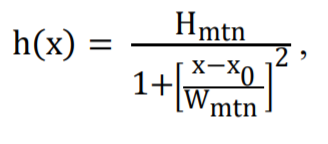 h(x) = H_mtn / (1+[(x−x_0)/W_mtn]^2),